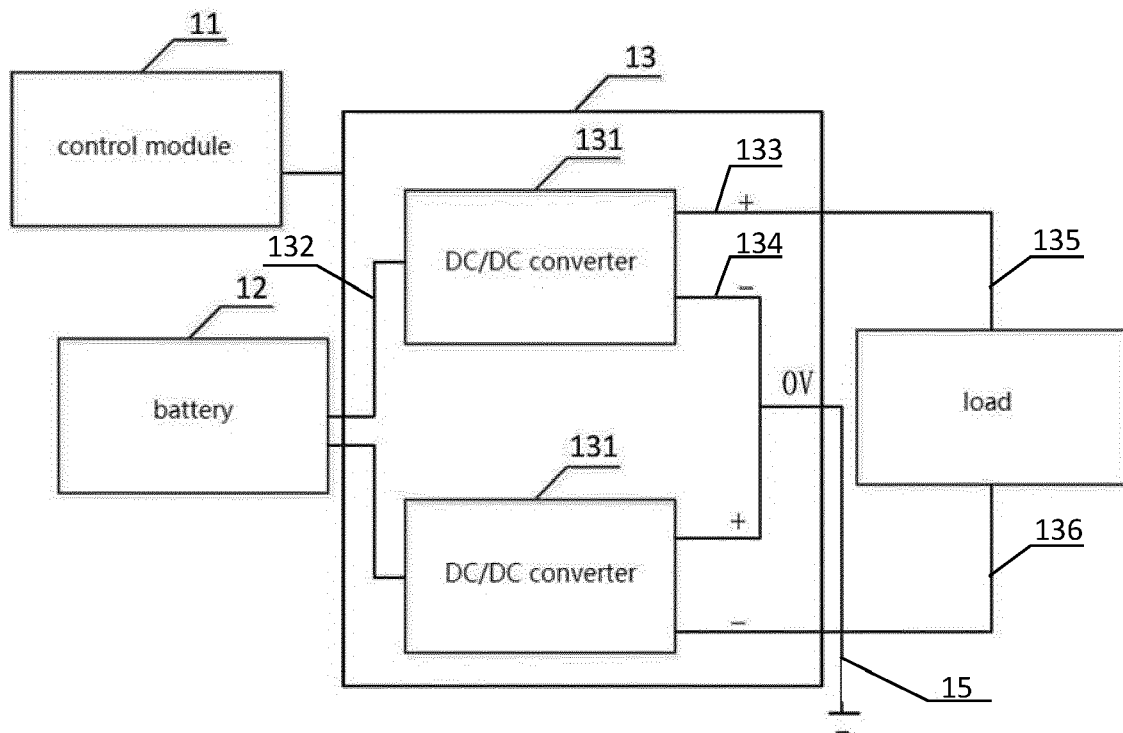 11
13
control module
131
133
+
132
DC/DC converter
134
135
-
12
0V
battery
load
131
+
136
DC/DC converter
-
15